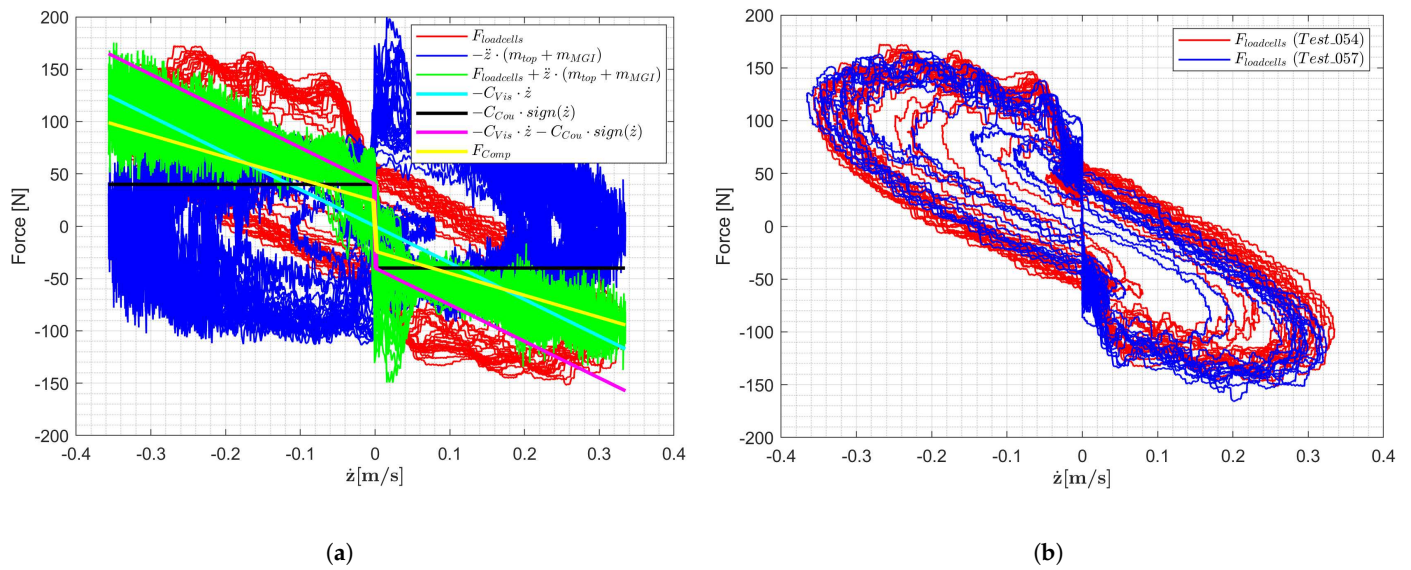 200
150
100
50
0
-50
-100
-150
-200
Force [N]
-0.4 -0.3 -0.2 -0.1 0 0.1 0.2 0.3 0.4
ż[m/s]
F_loadcells
−z̈ · (m_top + m_MGI)
F_loadcells + z̈ · (m_top + m_MGI)
−C_Vis · ż
−C_Cou · sign(ż)
−C_Vis · ż − C_Cou · sign(ż)
F_Comp
(a)
200
150
100
50
0
-50
-100
-150
-200
Force [N]
-0.4 -0.3 -0.2 -0.1 0 0.1 0.2 0.3 0.4
ż[m/s]
F_loadcells (Test_054)
F_loadcells (Test_057)
(b)